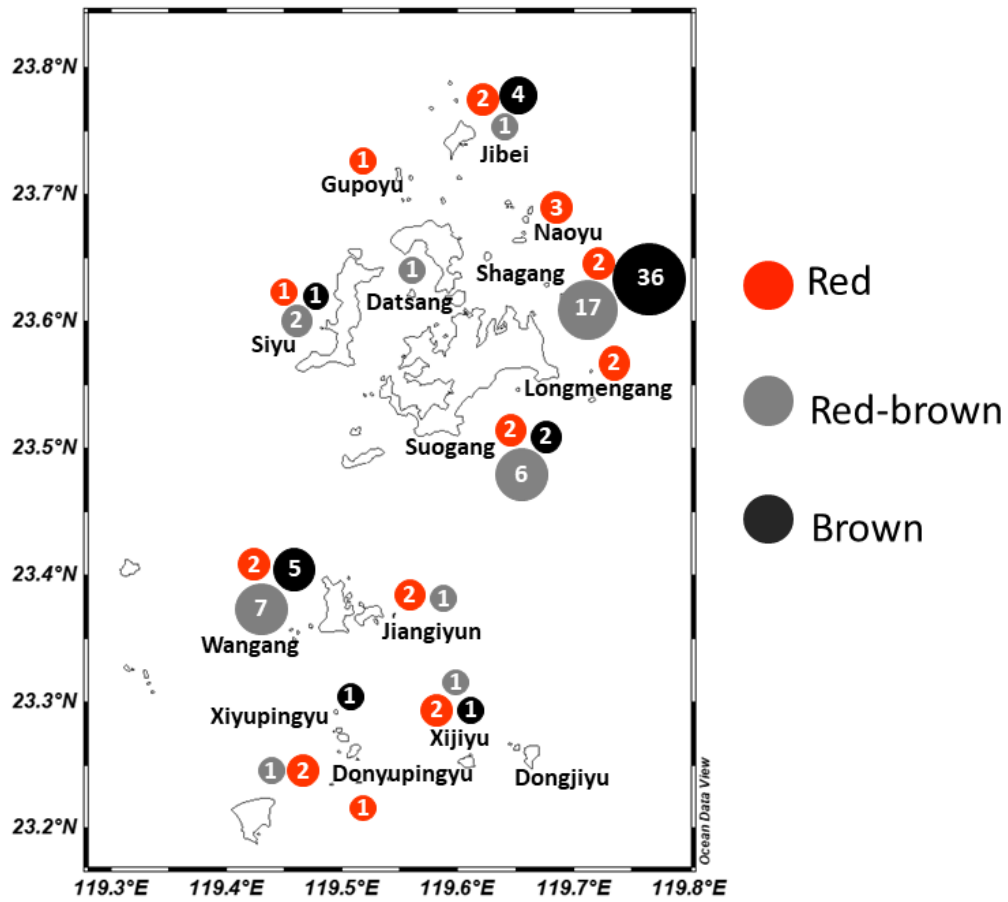 23.8°N
23.7°N
23.6°N
23.5°N
23.4°N
23.3°N
23.2°N
119.3°E 119.4°E 119.5°E 119.6°E 119.7°E 119.8°E
2 4
1
Jibei
1
Gupoyu
3
Naoyu
Shagang
2 36
17
1
Datsang
1 1
2
Siyu
2
Longmengang
2 2
Suogang
6
2 5
7
Wangang
2 1
Jiangiyun
1
Xiyupingyu
1
2 1
Xijiyu
1 2
Donyupingyu
Dongjiyu
1
Ocean Data View
Red
Red-brown
Brown